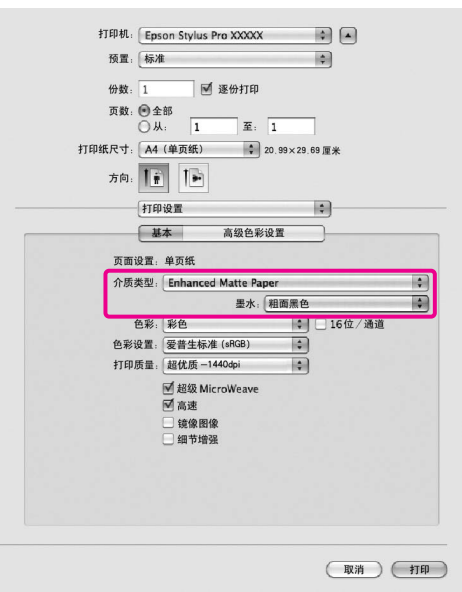 打印机: Epson Stylus Pro XXXXX
预置: 标准
份数: 1 逐份打印
页数: 全部
从: 1 至: 1
打印纸尺寸: A4 (单页纸) 20.99×29.69 厘米
方向:
打印设置
基本 高级色彩设置
页面设置: 单页纸
介质类型: Enhanced Matte Paper
墨水: 粗面黑色
色彩: 彩色 16位/通道
色彩设置: 爱普生标准 (sRGB)
打印质量: 超优质 –1440dpi
超级 MicroWeave
高速
镜像图像
细节增强
取消 打印